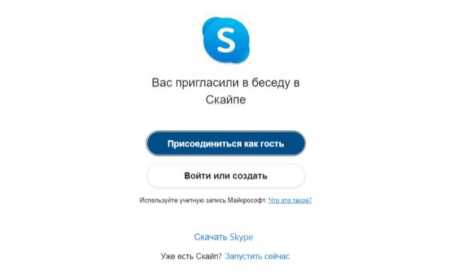 Вас пригласили в беседу в
Скайпе
Присоединиться как гость
Войти или создать
Используйте учетную запись Майкрософт. Что это такое?
Скачать Skype
Уже есть Скайп? Запустить сейчас